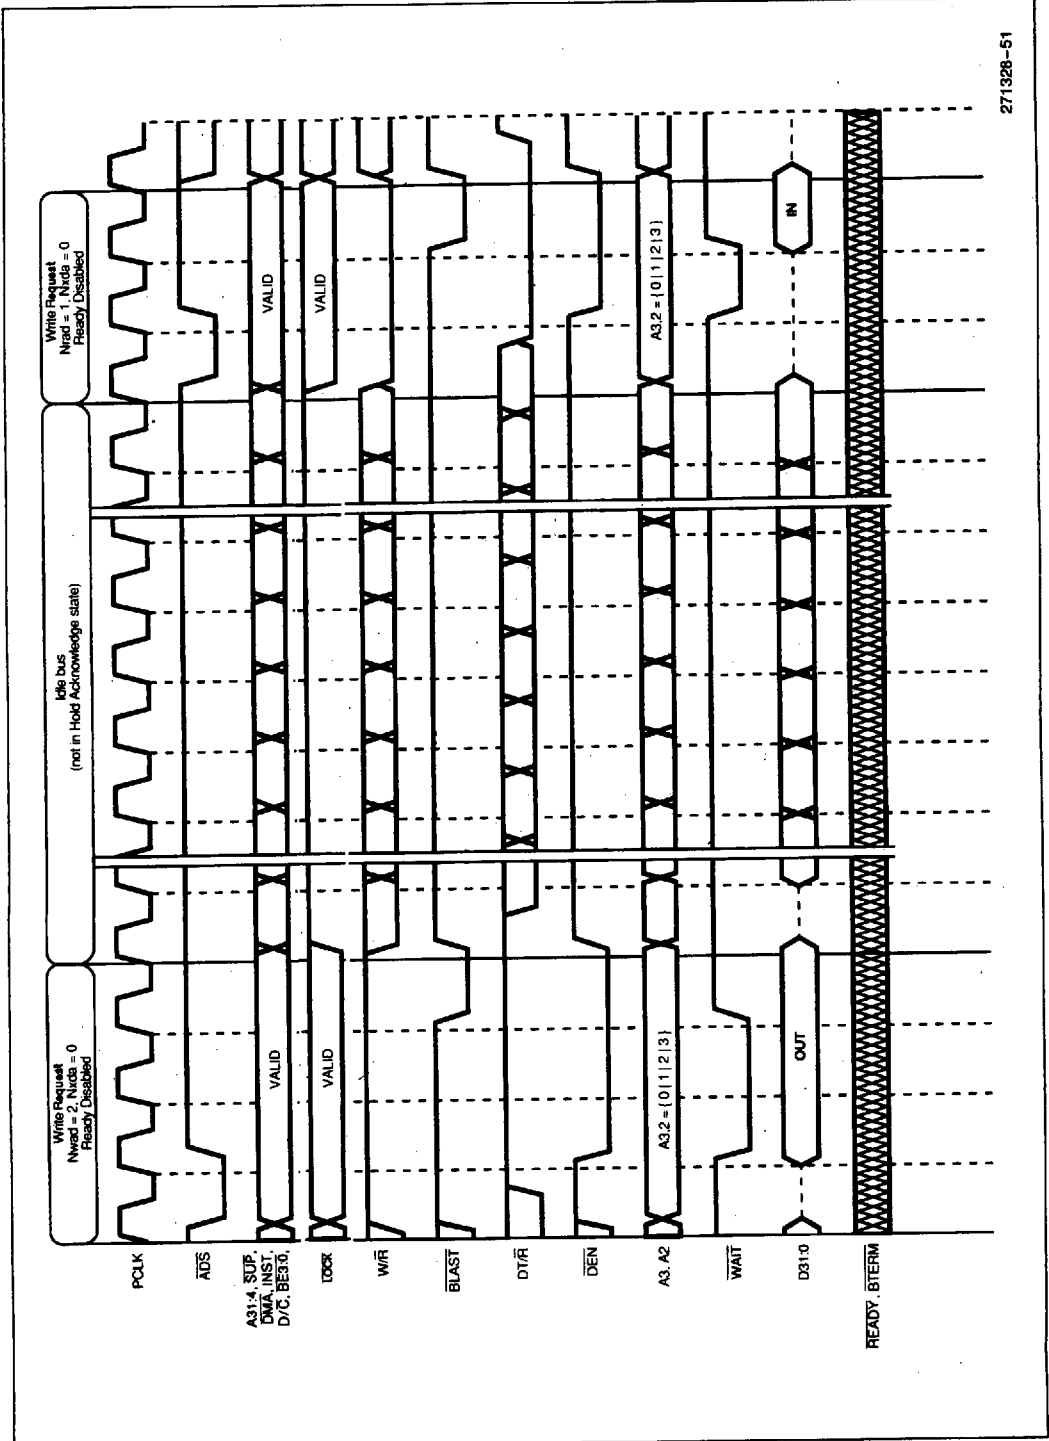 Write Request
Nwad = 2, Nxda = 0
Ready Disabled
Idle bus
(not in Hold Acknowledge state)
Write Request
Nrad = 1, Nxda = 0
Ready Disabled
PCLK
ADS
A31:4, SUP,
DMA, INST,
D/C, BE3:0,
VALID
VALID
LOCK
VALID
VALID
W/R
BLAST
DT/R
DEN
A3, A2
A3,2 = {0|1|2|3}
A3,2 = {0|1|2|3}
WAIT
D31:0
OUT
IN
READY, BTERM
271328-51